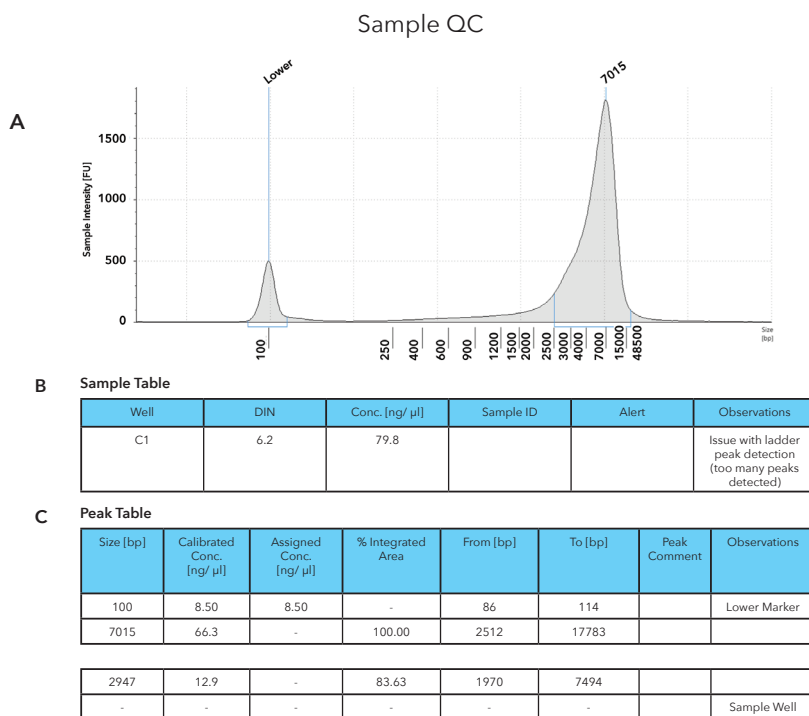 Sample QC
A
Lower
7015
Sample Intensity [FU]
1500
1000
500
0
100
250
400
600
900
1200
1500
2000
2500
3000
4000
7000
15000
48500
Size
[bp]
B Sample Table
Well DIN Conc. [ng/ μl] Sample ID Alert Observations
C1 6.2 79.8 Issue with ladder
peak detection
(too many peaks
detected)
C Peak Table
Size [bp] Calibrated Assigned % Integrated From [bp] To [bp] Peak Observations
Conc. Conc. Area Comment
[ng/ μl] [ng/ μl]
100 8.50 8.50 - 86 114 Lower Marker
7015 66.3 - 100.00 2512 17783
2947 12.9 - 83.63 1970 7494
- - - - - - Sample Well